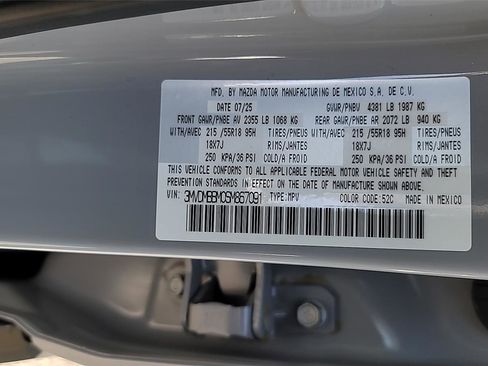 MFD. BY MAZDA MOTOR MANUFACTURING DE MEXICO S.A. DE C.V.
DATE 07/25 GVWR/PNBV 4381 LB 1987 KG
FRONT GAWR/PNBE AV 2355 LB 1068 KG REAR GAWR/PNBE AR 2072 LB 940 KG
WITH/AVEC 215 /55R18 95H TIRES/PNEUS WITH/AVEC 215 /55R18 95H TIRES/PNEUS
18X7J RIMS/JANTES 18X7J RIMS/JANTES
250 KPA/36 PSI COLD/A FROID 250 KPA/36 PSI COLD/A FROID
THIS VEHICLE CONFORMS TO ALL APPLICABLE FEDERAL MOTOR VEHICLE SAFETY AND THEFT
PREVENTION STANDARDS IN EFFECT ON THE DATE OF MANUFACTURE SHOWN ABOVE.
VIN: TYPE:MPV COLOR CODE:52C MADE IN MEXICO